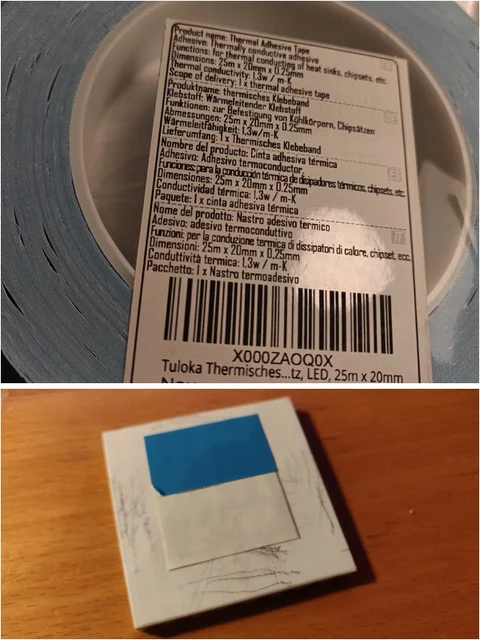 Product name: Thermal Adhesive Tape
Adhesive: Thermally conductive adhesive
Functions: for thermal conducting of heat sinks, chipsets, etc.
Dimensions: 25m x 20mm x 0.25mm
Thermal conductivity: 1,3w / m-K
Scope of delivery: 1 x thermal adhesive tape
Produktname: thermisches Klebeband
Klebstoff: Wärmeleitender Klebstoff
Funktionen: zur Befestigung von Kühlkörpern, Chipsätzen
Abmessungen: 25m x 20mm x 0.25mm
Wärmeleitfähigkeit: 1,3w/m-K
Lieferumfang: 1 x Thermisches Klebeband
Nombre del producto: Cinta adhesiva térmica
Adhesivo: Adhesivo termoconductor
Funciones: para la conducción térmica de disipadores térmicos, chipsets, etc.
Dimensiones: 25m x 20mm x 0.25mm
Conductividad térmica: 1,3w / m-K
Paquete: 1 x cinta adhesiva térmica
Nome del prodotto: Nastro adesivo termico
Adesivo: adesivo termoconduttivo
Funzioni: per la conduzione termica di dissipatori di calore, chipset, ecc.
Dimensioni: 25m x 20mm x 0,25mm
Conduttività termica: 1,3w / m-K
Pacchetto: 1 x Nastro termoadesivo
X000ZAOQ0X
Tuloka Thermisches...tz, LED, 25m x 20mm